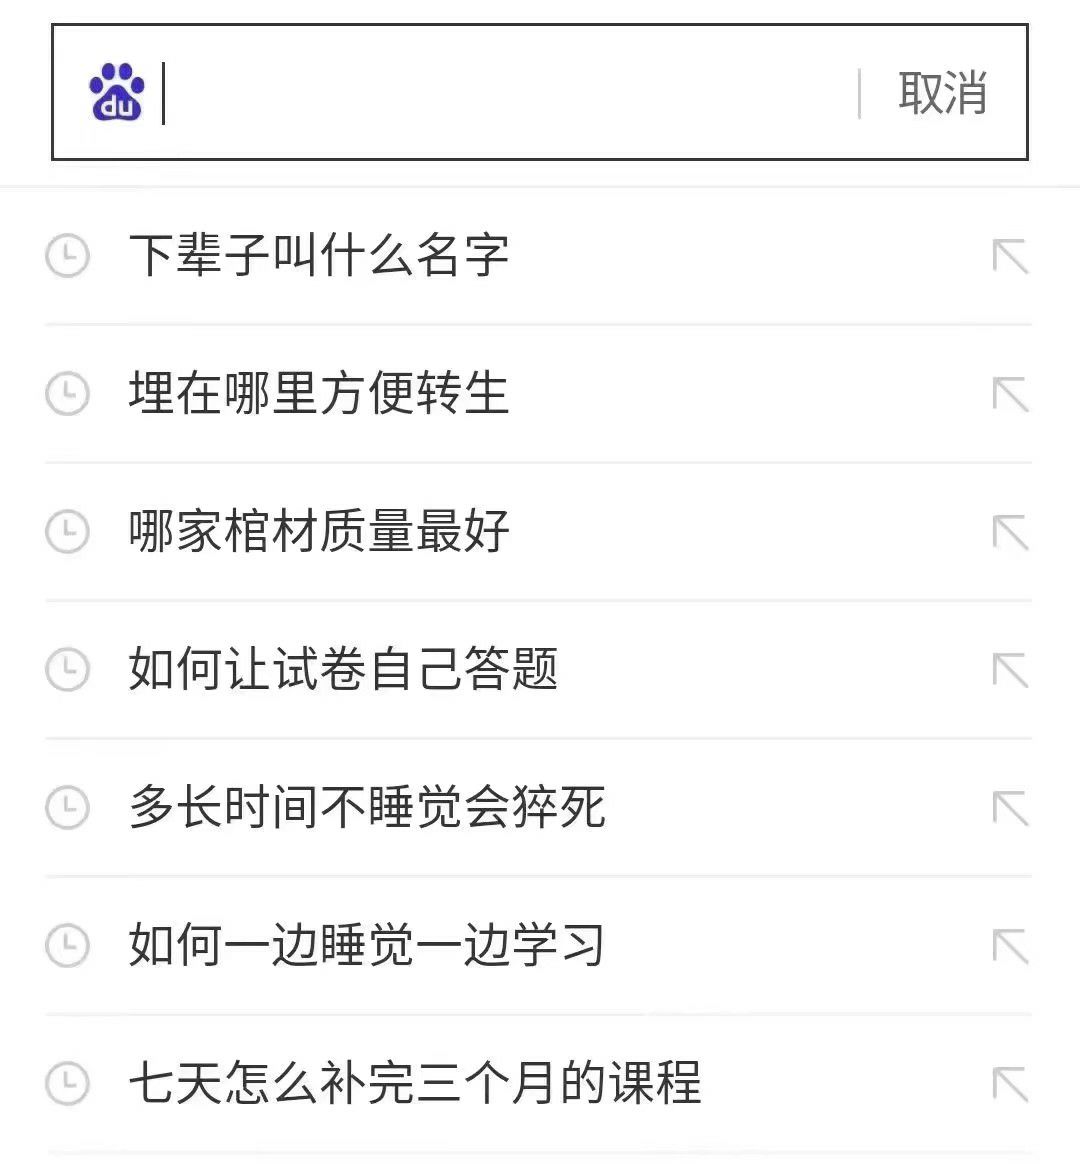 du
取消
下辈子叫什么名字
埋在哪里方便转生
哪家棺材质量最好
如何让试卷自己答题
多长时间不睡觉会猝死
如何一边睡觉一边学习
七天怎么补完三个月的课程